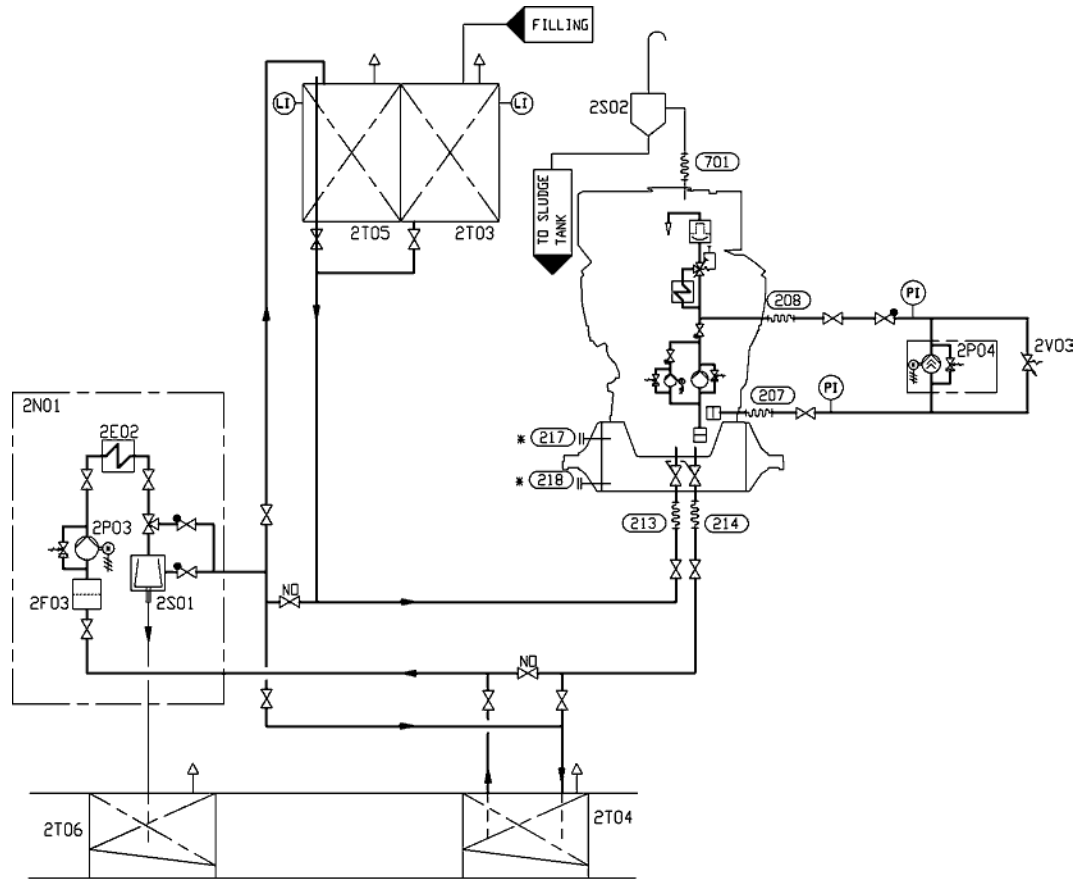 FILLING
LI
LI
2S02
701
TO SLUDGE
TANK
2T05
2T03
208
PI
2P04
2V03
PI
207
2N01
2E02
* 217
* 218
213
214
2P03
2F03
2S01
NO
NO
2T06
2T04